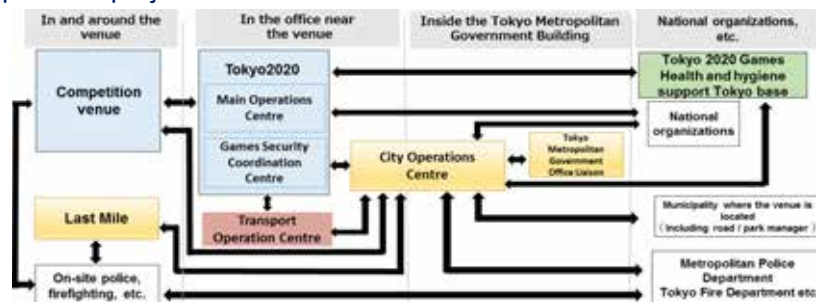 In and around the
venue
In the office near
the venue
Inside the Tokyo Metropolitan
Government Building
National organizations,
etc.
Competition
venue
Tokyo2020
Main Operations
Centre
Games Security
Coordination
Centre
Transport
Operation Centre
City Operations
Centre
Tokyo
Metropolitan
Government
Office Liaison
Tokyo 2020 Games
Health and hygiene
support Tokyo base
National
organizations
Municipality where the venue is
located
(Including road / park manager)
Last Mile
On-site police,
firefighting, etc.
Metropolitan Police
Department
Tokyo Fire Department etc